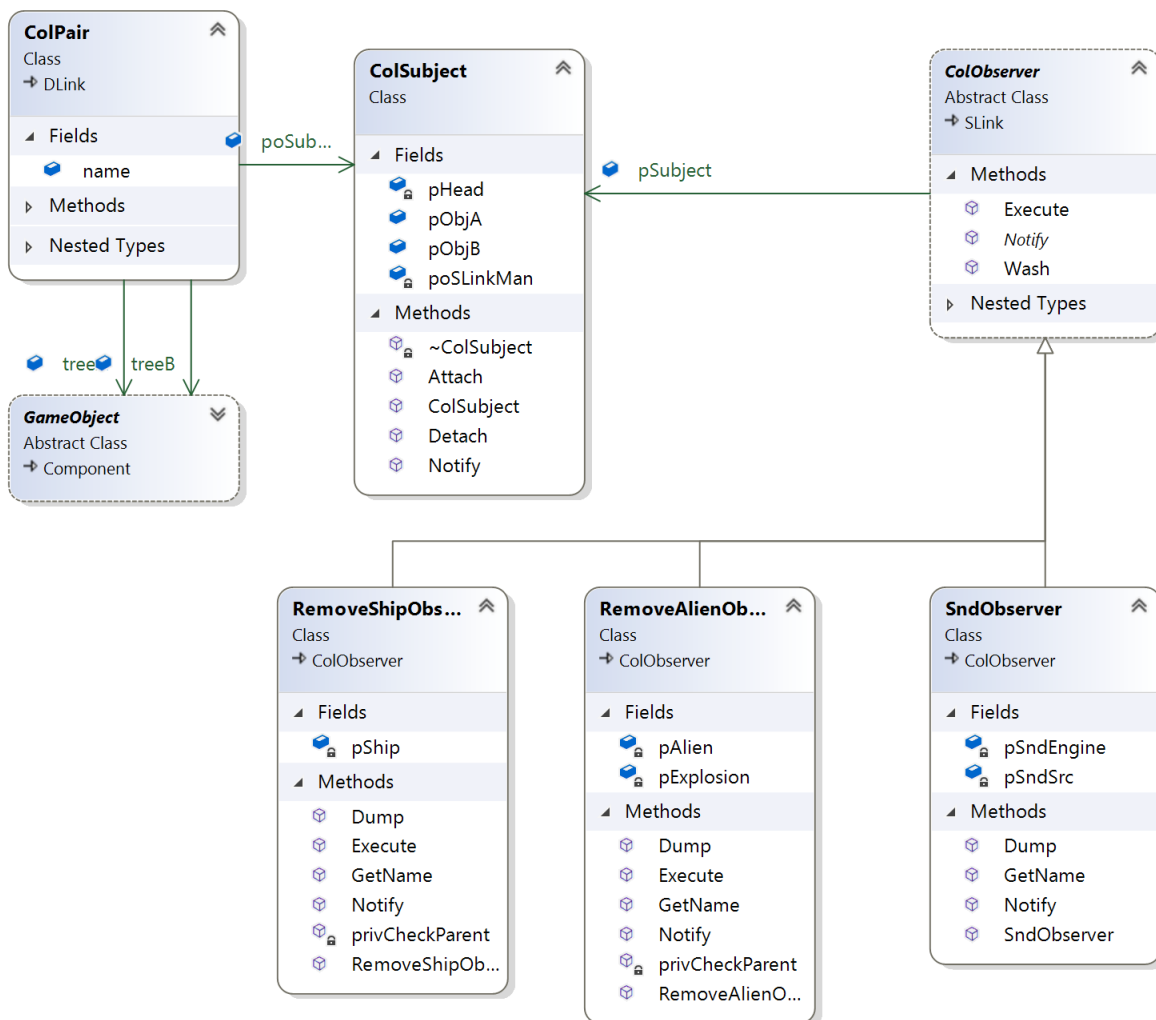 ColPair
Class
DLink
Fields
name
Methods
Nested Types
poSub...
ColSubject
Class
Fields
pHead
pObjA
pObjB
poSLinkMan
Methods
~ColSubject
Attach
ColSubject
Detach
Notify
pSubject
ColObserver
Abstract Class
SLink
Methods
Execute
Notify
Wash
Nested Types
tree
treeB
GameObject
Abstract Class
Component
RemoveShipObs...
Class
ColObserver
Fields
pShip
Methods
Dump
Execute
GetName
Notify
privCheckParent
RemoveShipOb...
RemoveAlienOb...
Class
ColObserver
Fields
pAlien
pExplosion
Methods
Dump
Execute
GetName
Notify
privCheckParent
RemoveAlienO...
SndObserver
Class
ColObserver
Fields
pSndEngine
pSndSrc
Methods
Dump
GetName
Notify
SndObserver